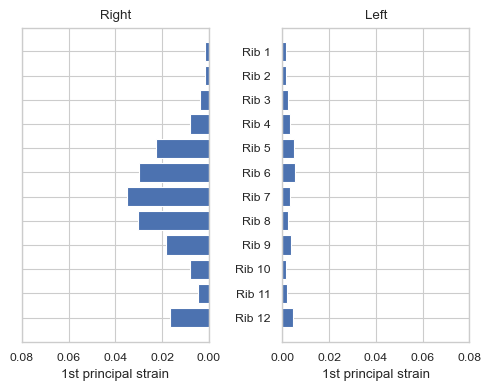 Right
Left
Rib 1
Rib 2
Rib 3
Rib 4
Rib 5
Rib 6
Rib 7
Rib 8
Rib 9
Rib 10
Rib 11
Rib 12
0.08 0.06 0.04 0.02 0.00
0.00 0.02 0.04 0.06 0.08
1st principal strain
1st principal strain